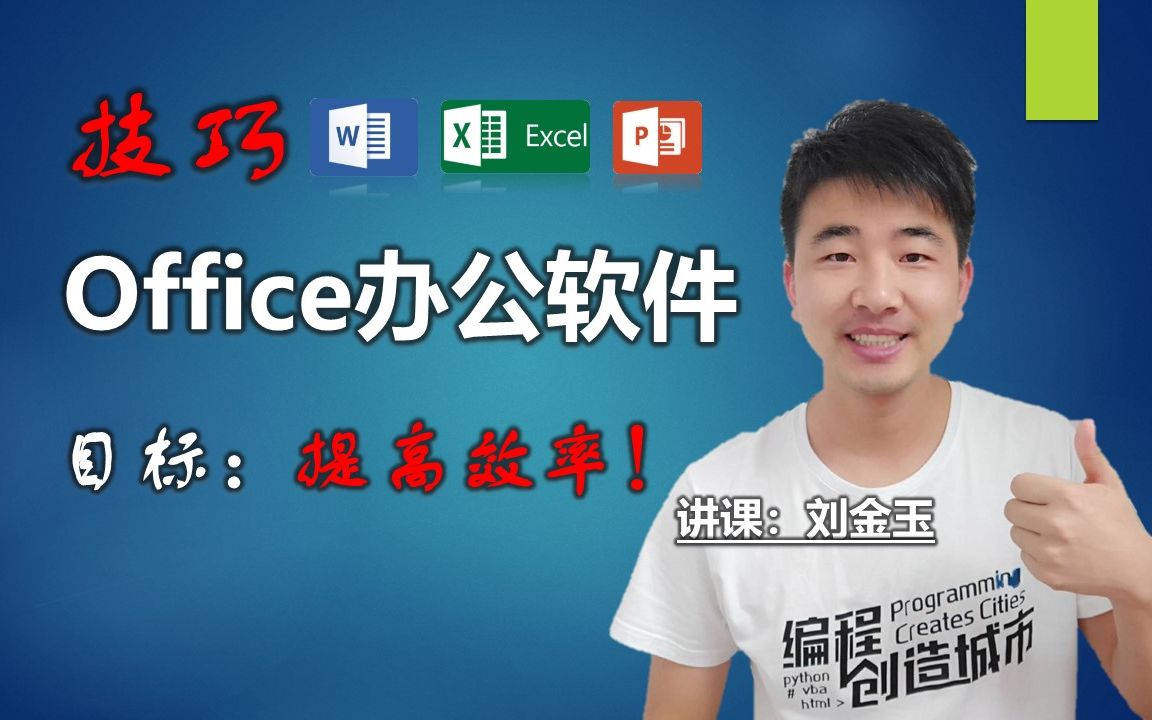 技巧
W
X Excel
P
Office办公软件
目标：提高效率！
讲课：刘金玉
编程 Programming
Creates Cities
创造城市
python
# vba
html >